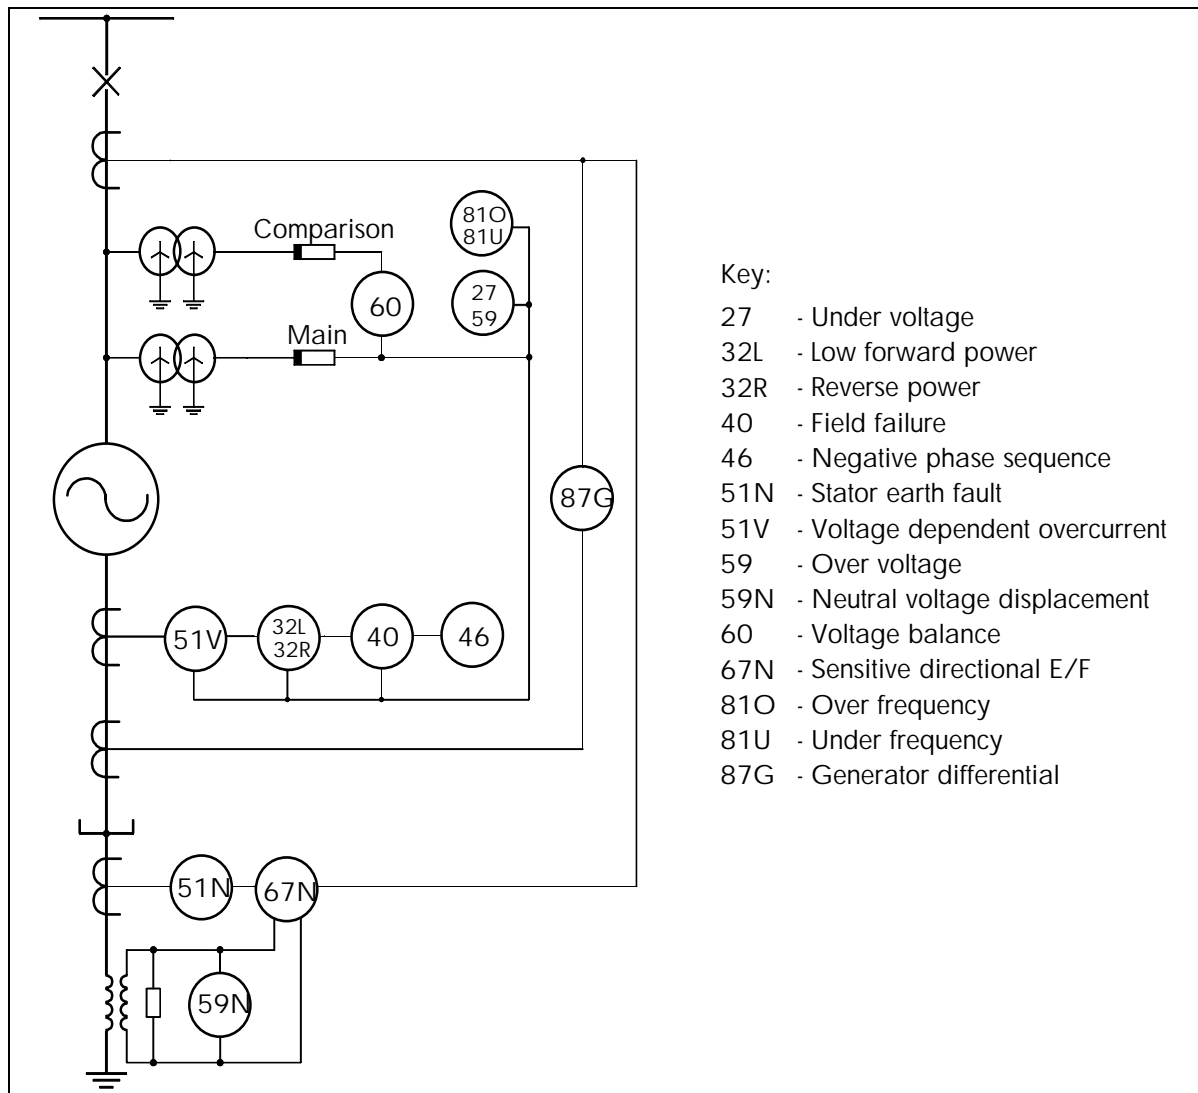 81O
81U
Comparison
27
59
60
Main
87G
51V
32L
32R
40
46
51N
67N
59N
Key:
27 - Under voltage
32L - Low forward power
32R - Reverse power
40 - Field failure
46 - Negative phase sequence
51N - Stator earth fault
51V - Voltage dependent overcurrent
59 - Over voltage
59N - Neutral voltage displacement
60 - Voltage balance
67N - Sensitive directional E/F
81O - Over frequency
81U - Under frequency
87G - Generator differential